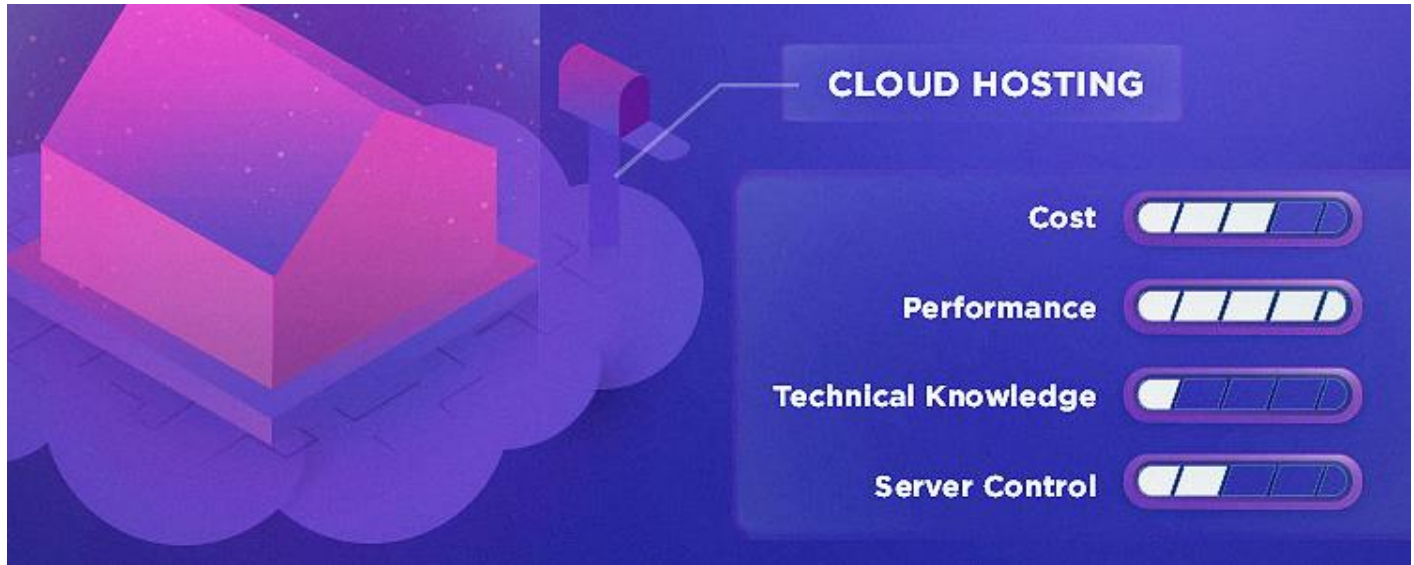 CLOUD HOSTING
Cost
Performance
Technical Knowledge
Server Control